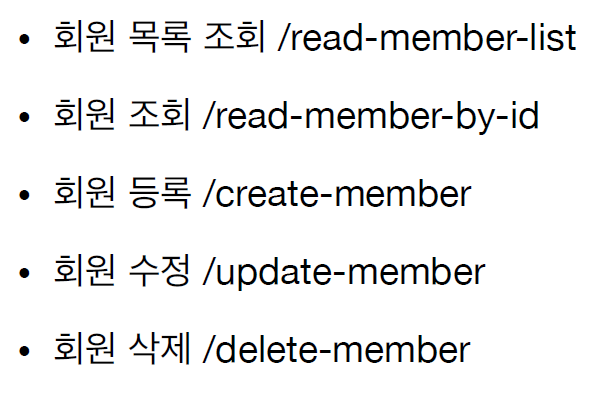 • 회원 목록 조회 /read-member-list
• 회원 조회 /read-member-by-id
• 회원 등록 /create-member
• 회원 수정 /update-member
• 회원 삭제 /delete-member